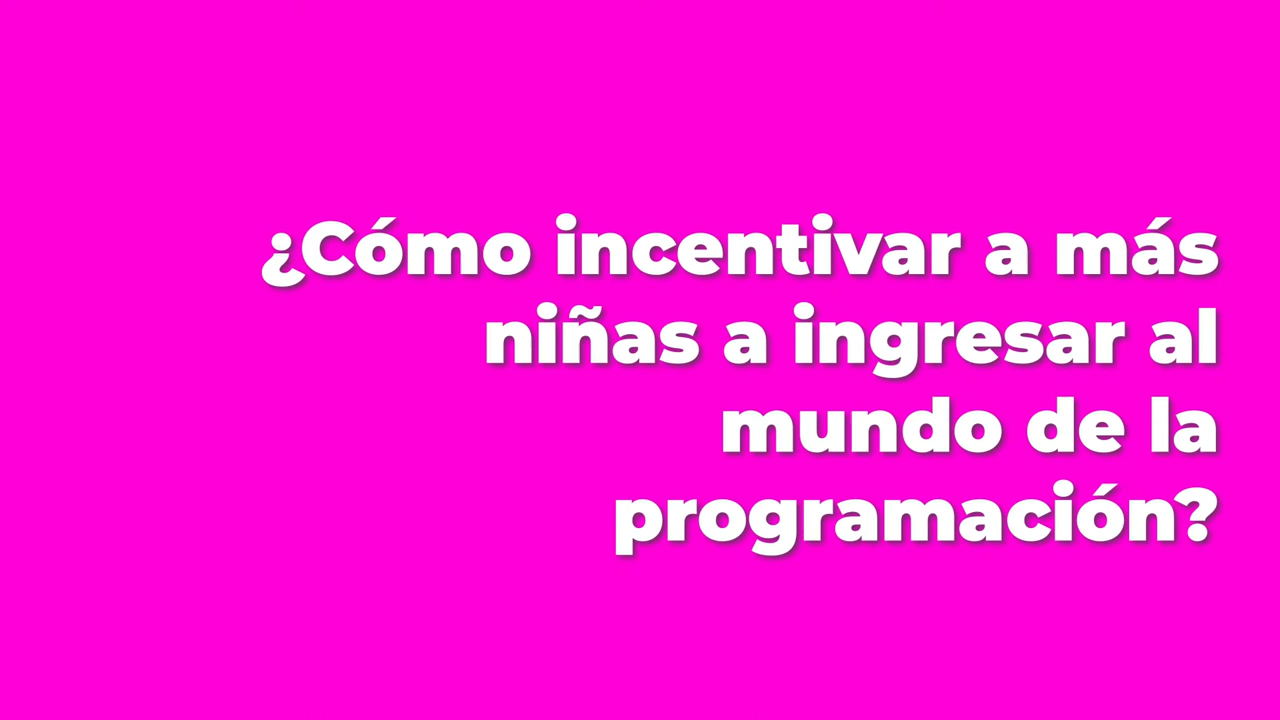 ¿Cómo incentivar a más
niñas a ingresar al
mundo de la
programación?